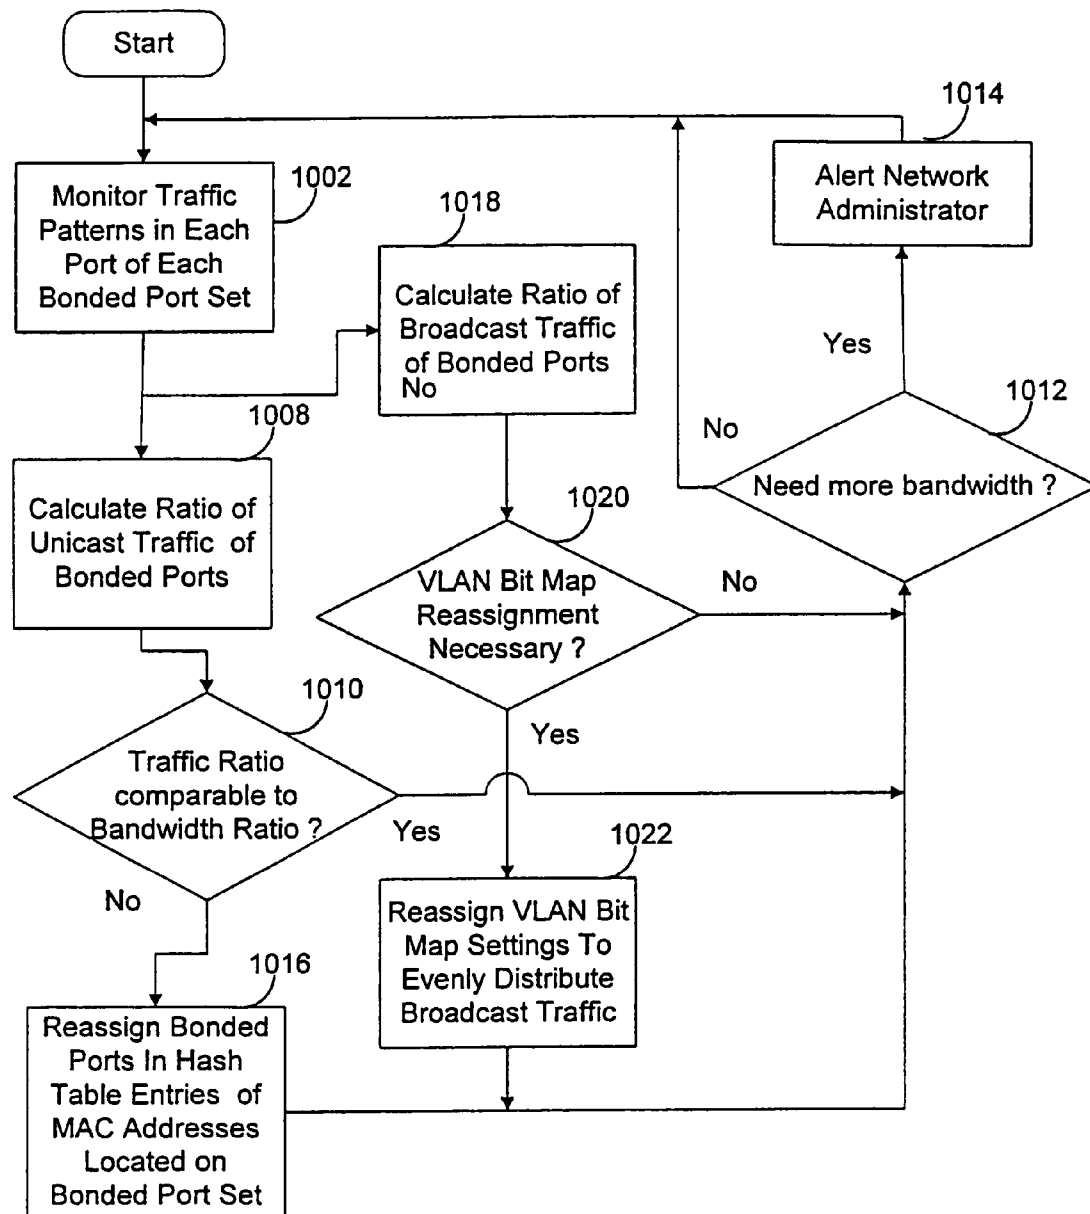 Start
1014
Alert Network
Administrator
1002
Monitor Traffic
Patterns in Each
Port of Each
Bonded Port Set
1018
Calculate Ratio of
Broadcast Traffic
of Bonded Ports
No
Yes
1012
No
Need more bandwidth ?
1008
Calculate Ratio of
Unicast Traffic of
Bonded Ports
1020
VLAN Bit Map
Reassignment
Necessary ?
No
Yes
1010
Traffic Ratio
comparable to
Bandwidth Ratio ?
Yes
No
1022
Reassign VLAN Bit
Map Settings To
Evenly Distribute
Broadcast Traffic
1016
Reassign Bonded
Ports In Hash
Table Entries of
MAC Addresses
Located on
Bonded Port Set